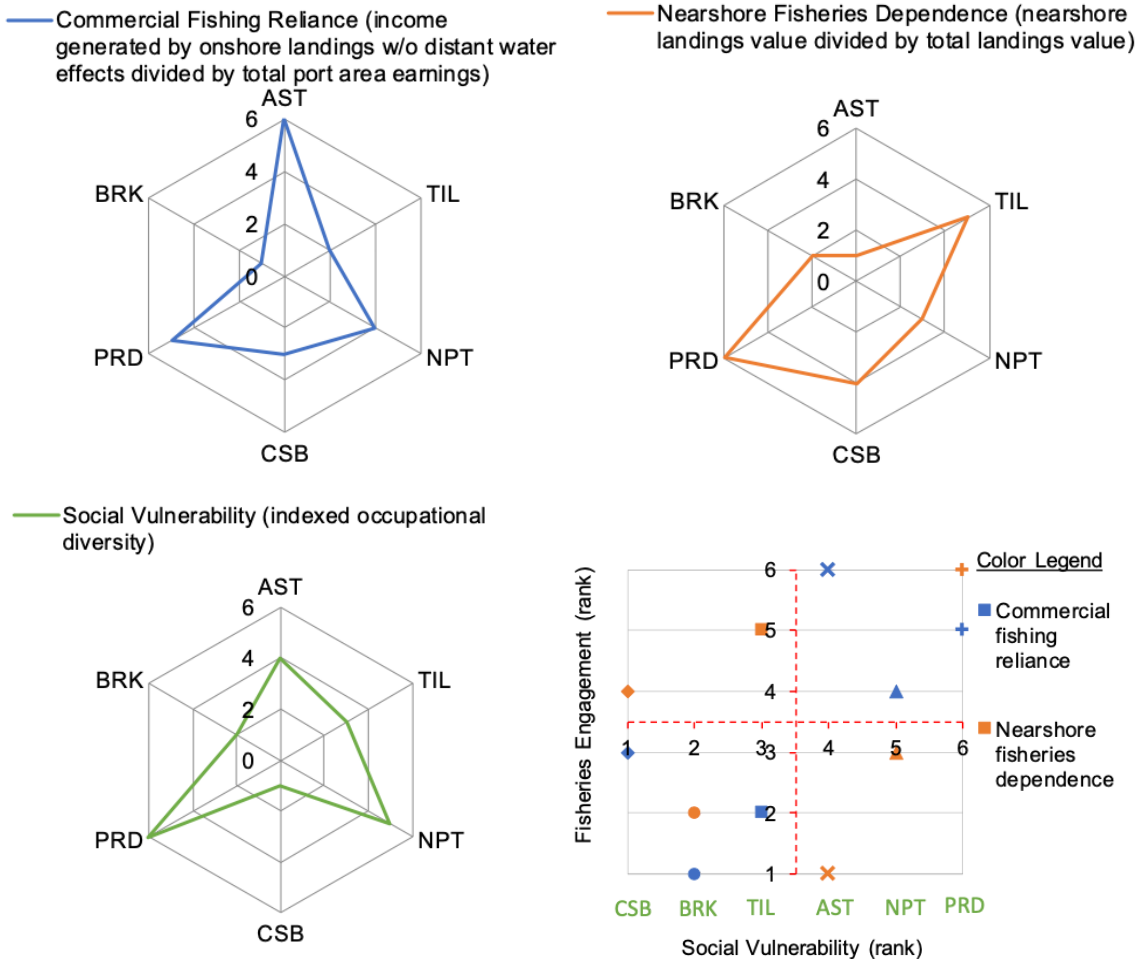 Commercial Fishing Reliance (income
generated by onshore landings w/o distant water
effects divided by total port area earnings)
AST
6
4
2
0
BRK
TIL
PRD
NPT
CSB
Nearshore Fisheries Dependence (nearshore
landings value divided by total landings value)
AST
6
4
2
0
BRK
TIL
PRD
NPT
CSB
Social Vulnerability (indexed occupational
diversity)
AST
6
4
2
0
BRK
TIL
PRD
NPT
CSB
Fisheries Engagement (rank)
6
5
4
3
2
1
1 2 3 4 5 6
CSB BRK TIL AST NPT PRD
Social Vulnerability (rank)
Color Legend
Commercial
fishing
reliance
Nearshore
fisheries
dependence